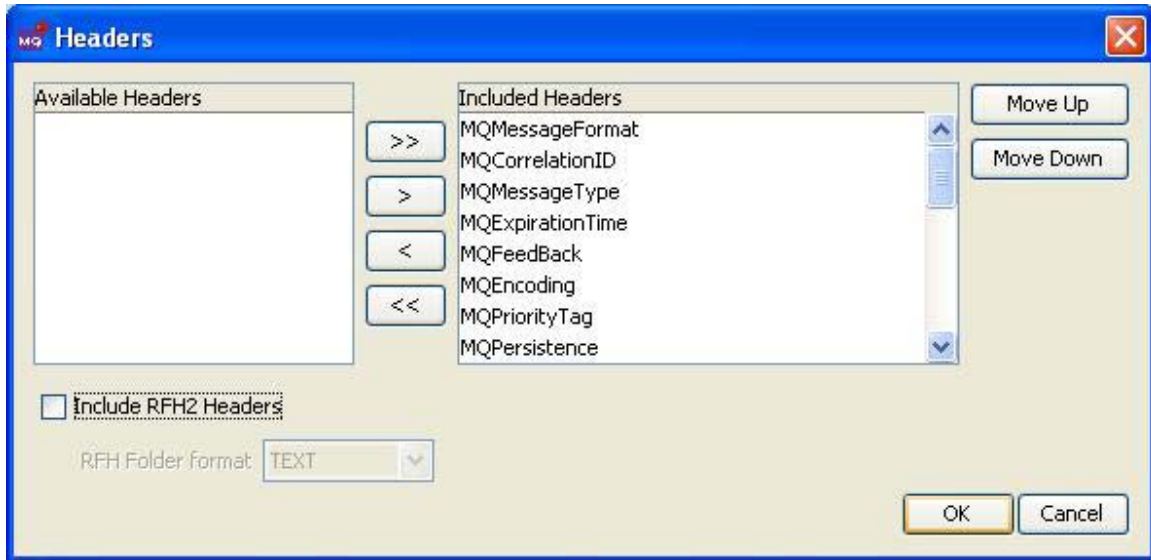 MQ Headers
Available Headers
Included Headers
MQMessageFormat
MQCorrelationID
MQMessageType
MQExpirationTime
MQFeedBack
MQEncoding
MQPriorityTag
MQPersistence
>>
>
<
<<
Move Up
Move Down
Include RFH2 Headers
RFH Folder format TEXT
OK Cancel